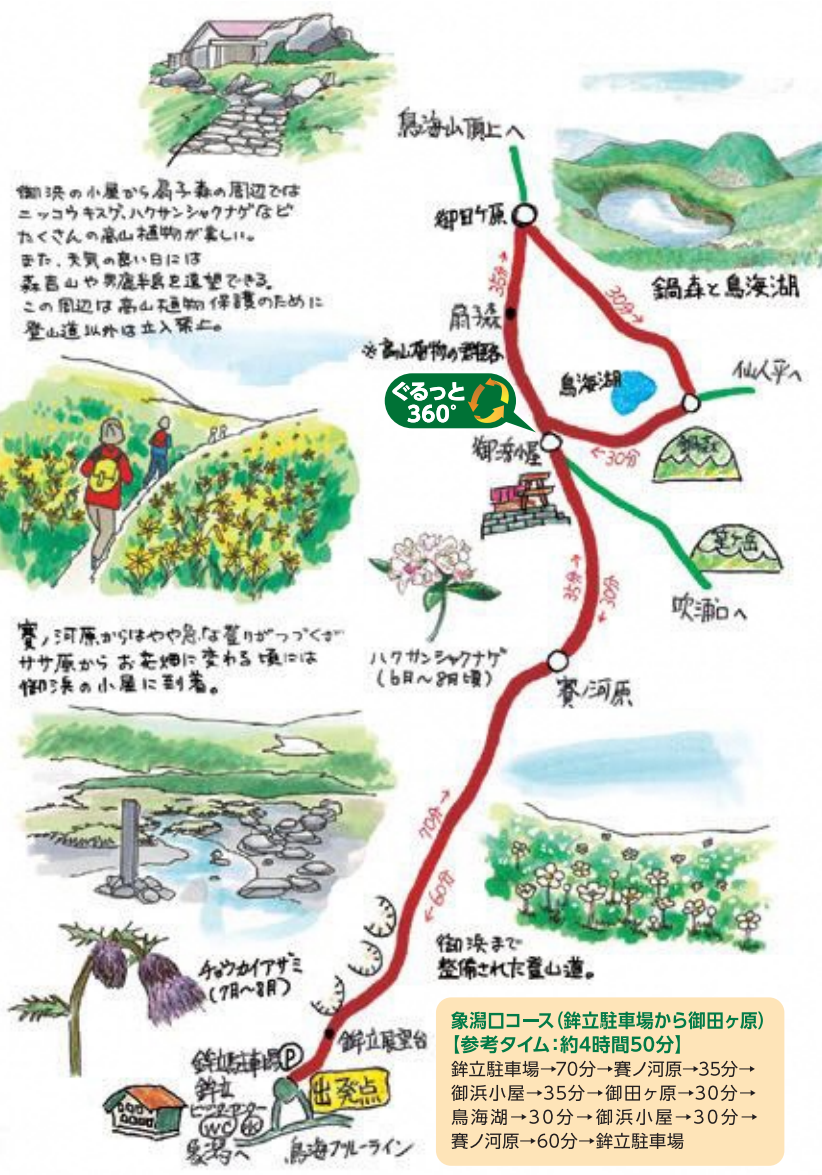 鳥海山頂上へ
御浜の小屋から扇子森の周辺では
ニッコウキスゲ、ハクサンシャクナゲなど
たくさんの高山植物が美しい。
また、天気の良い日には
森吉山や男鹿半島を遠望できる。
この周辺は高山植物保護のために
登山道以外は立入禁止。
御田ケ原
鍋森と鳥海湖
35分→
30分→
扇子森
※高山植物の群落
鳥海湖
仙人平へ
ぐるっと
360°
御浜小屋
←30分
鍋森
笙ケ岳
吹浦口へ
35分→
←30分
ハクサンシャクナゲ
(6月〜8月頃)
賽ノ河原
賽ノ河原からはやや急な登りがつづくが
ササ原からお花畑に変わる頃には
御浜の小屋に到着。
70分→
←60分
御浜まで
整備された登山道。
チョウカイアザミ
(7月〜8月)
鉾立展望台
鉾立駐車場P
鉾立
ビジターセンター
WC 水
出発点
象潟へ
鳥海ブルーライン
象潟口コース(鉾立駐車場から御田ヶ原)
【参考タイム:約4時間50分】
鉾立駐車場→70分→賽ノ河原→35分→
御浜小屋→35分→御田ヶ原→30分→
鳥海湖→30分→御浜小屋→30分→
賽ノ河原→60分→鉾立駐車場